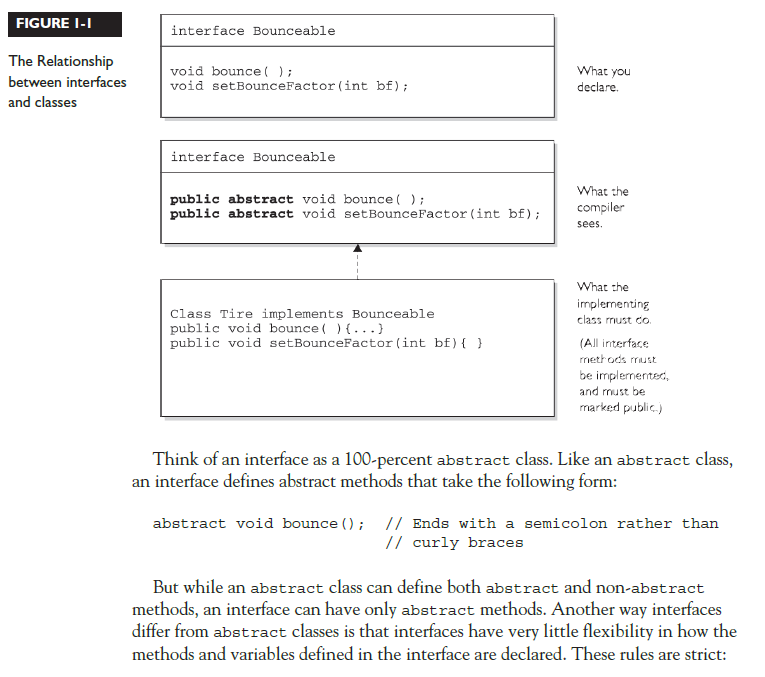 FIGURE 1-1
The Relationship
between interfaces
and classes
interface Bounceable
void bounce( );
void setBounceFactor(int bf);
What you
declare.
interface Bounceable
public abstract void bounce( );
public abstract void setBounceFactor(int bf);
What the
compiler
sees.
Class Tire implements Bounceable
public void bounce( ){...}
public void setBounceFactor(int bf){ }
What the
implementing
class must do.
(All interface
methods must
be implemented,
and must be
marked public.)
Think of an interface as a 100-percent abstract class. Like an abstract class,
an interface defines abstract methods that take the following form:
abstract void bounce();  // Ends with a semicolon rather than
// curly braces
But while an abstract class can define both abstract and non-abstract
methods, an interface can have only abstract methods. Another way interfaces
differ from abstract classes is that interfaces have very little flexibility in how the
methods and variables defined in the interface are declared. These rules are strict: